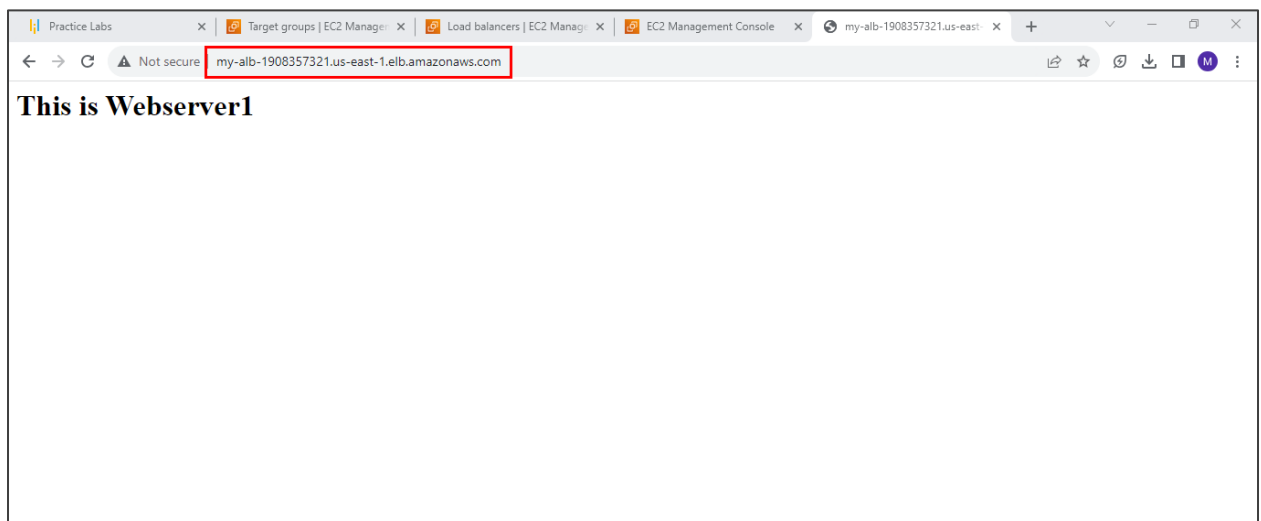 Practice Labs
Target groups | EC2 Manager
Load balancers | EC2 Manage
EC2 Management Console
my-alb-1908357321.us-east-
Not secure
my-alb-1908357321.us-east-1.elb.amazonaws.com
M
This is Webserver1